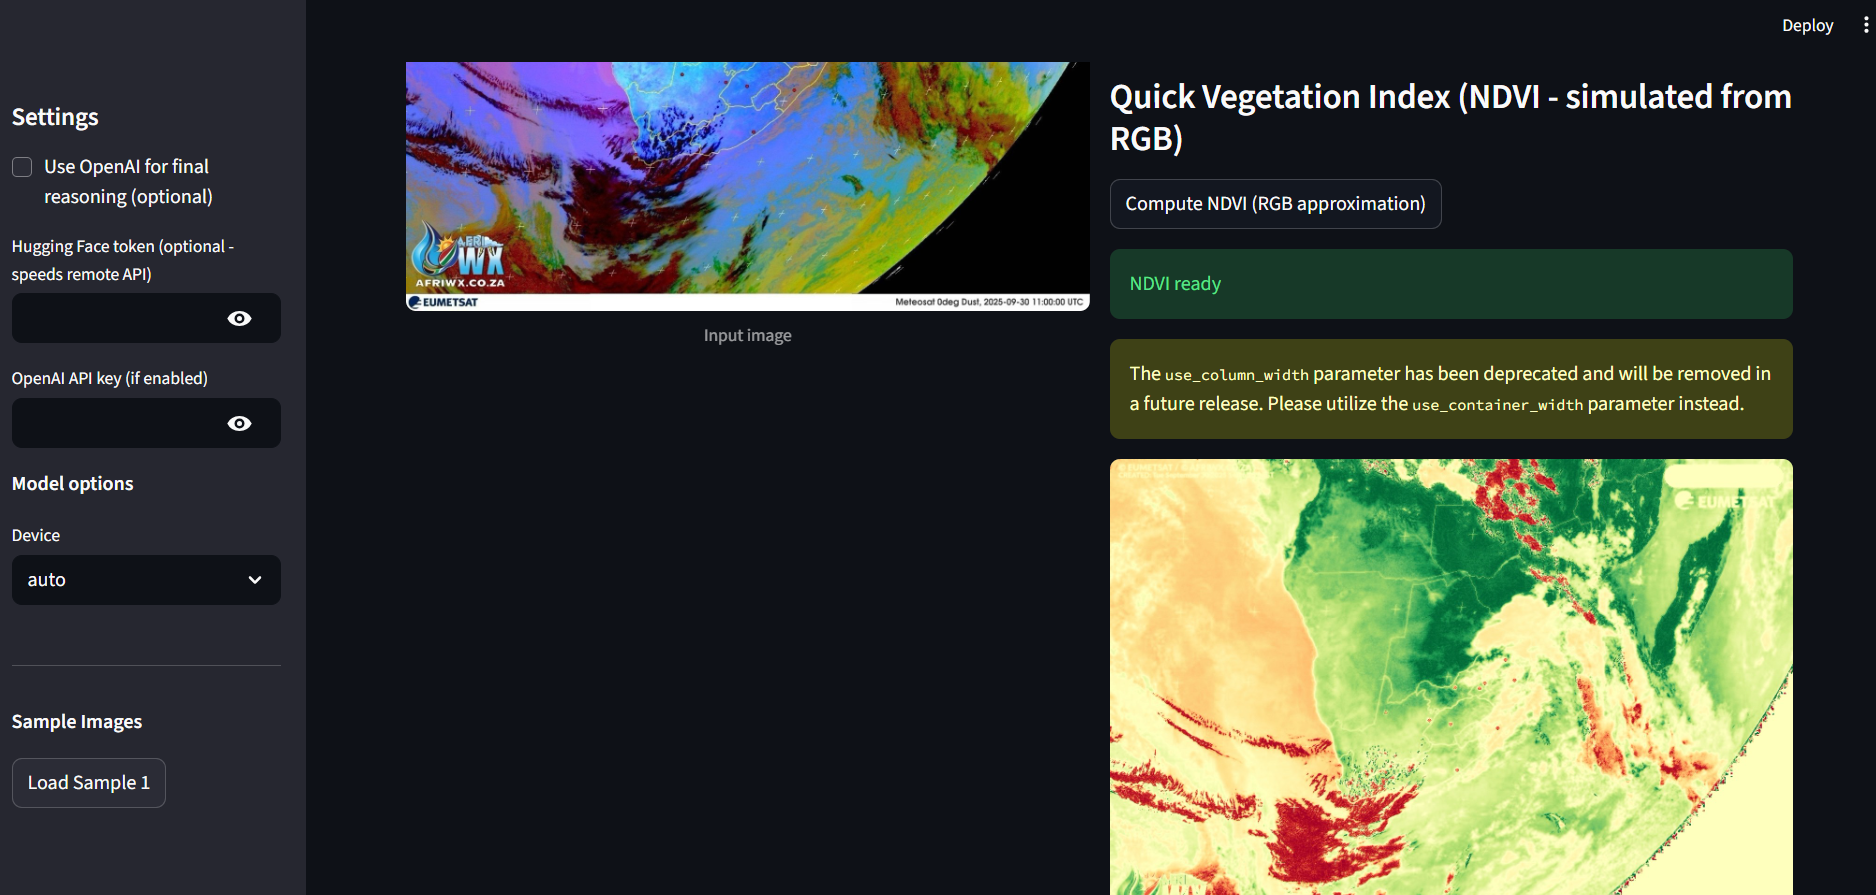 Deploy
Settings
Use OpenAI for final
reasoning (optional)
Hugging Face token (optional -
speeds remote API)
OpenAI API key (if enabled)
Model options
Device
auto
Sample Images
Load Sample 1
AFRI
WX
AFRIWX.CO.ZA
EUMETSAT
Meteosat 0deg Dust, 2025-09-30 11:00:00 UTC
Input image
Quick Vegetation Index (NDVI - simulated from
RGB)
Compute NDVI (RGB approximation)
NDVI ready
The use_column_width parameter has been deprecated and will be removed in
a future release. Please utilize the use_container_width parameter instead.
EUMETSAT
WX